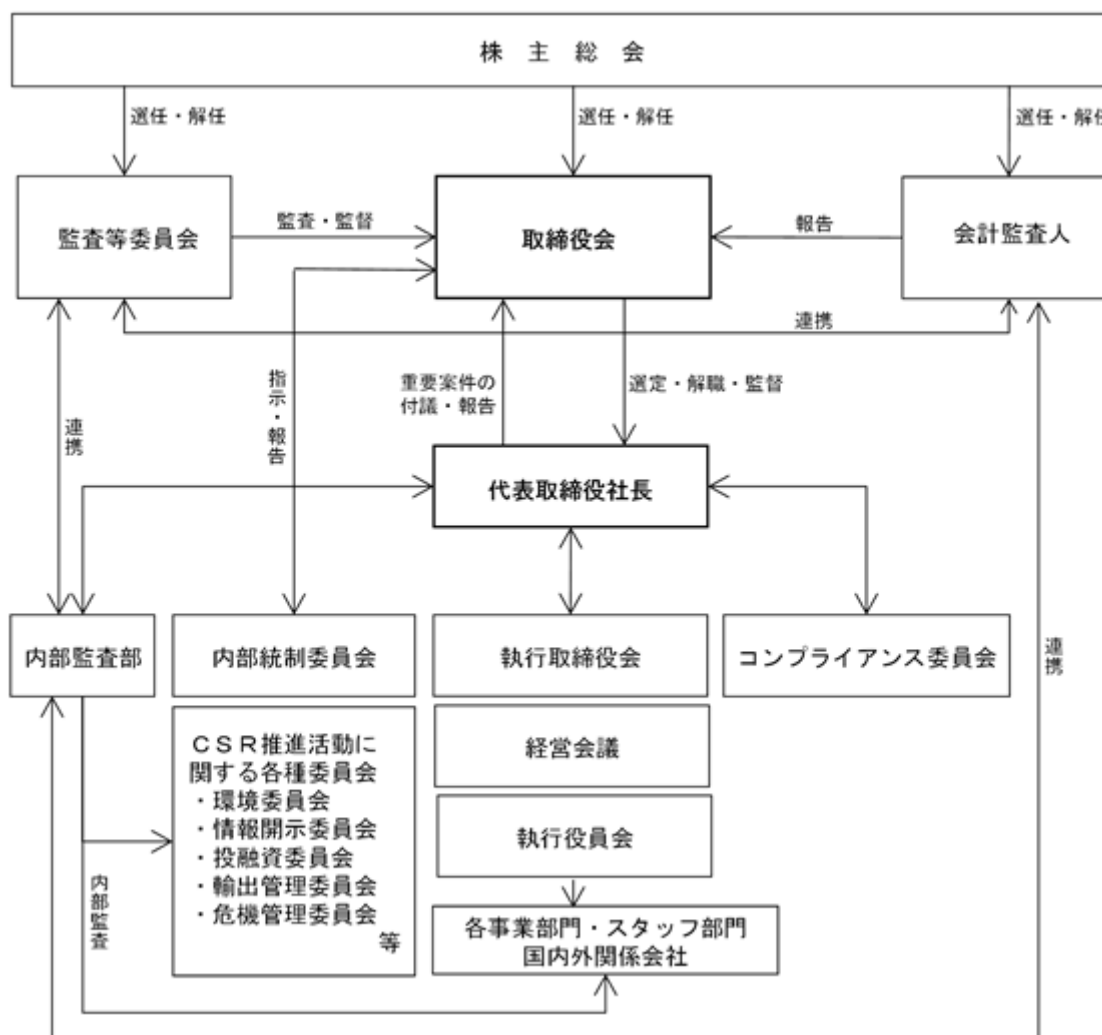 株主総会
選任・解任
選任・解任
選任・解任
監査等委員会
監査・監督
取締役会
報告
会計監査人
連携
連携
指示・報告
重要案件の
付議・報告
選定・解職・監督
代表取締役社長
内部監査部
内部統制委員会
執行取締役会
コンプライアンス委員会
連携
CSR推進活動に
関する各種委員会
・環境委員会
・情報開示委員会
・投融資委員会
・輸出管理委員会
・危機管理委員会
等
経営会議
執行役員会
内部監査
各事業部門・スタッフ部門
国内外関係会社